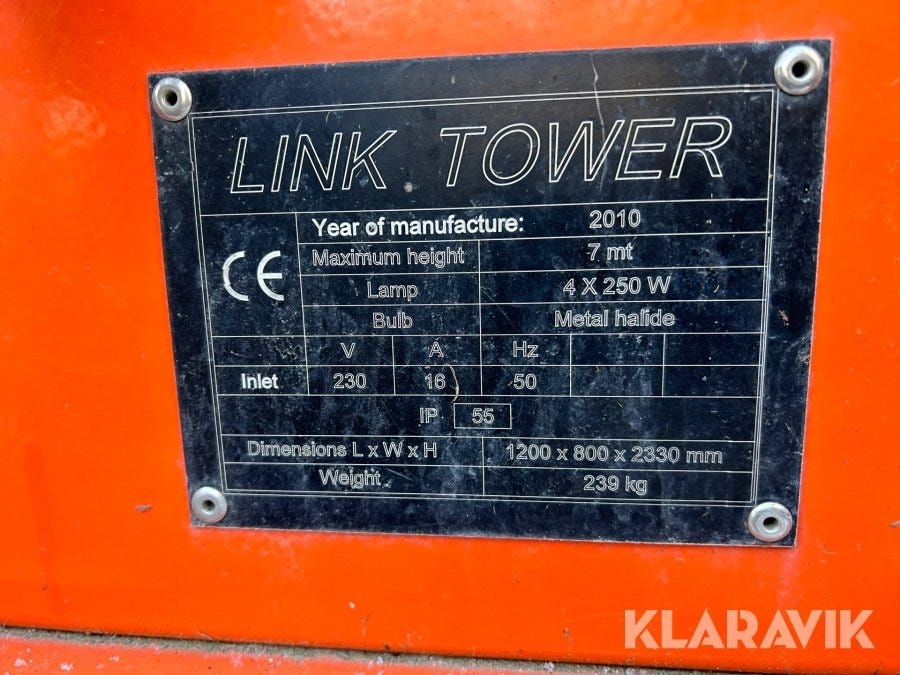 LINK TOWER
CE
Year of manufacture: 2010
Maximum height 7 mt
Lamp 4 X 250 W
Bulb Metal halide
V A Hz
Inlet 230 16 50
IP 55
Dimensions L x W x H 1200 x 800 x 2330 mm
Weight 239 kg
KLARAVIK